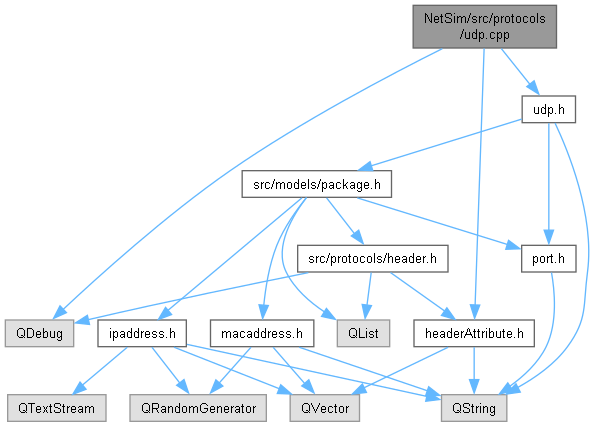 NetSim/src/protocols
/udp.cpp
udp.h
src/models/package.h
src/protocols/header.h
port.h
QDebug
ipaddress.h
macaddress.h
QList
headerAttribute.h
QTextStream
QRandomGenerator
QVector
QString